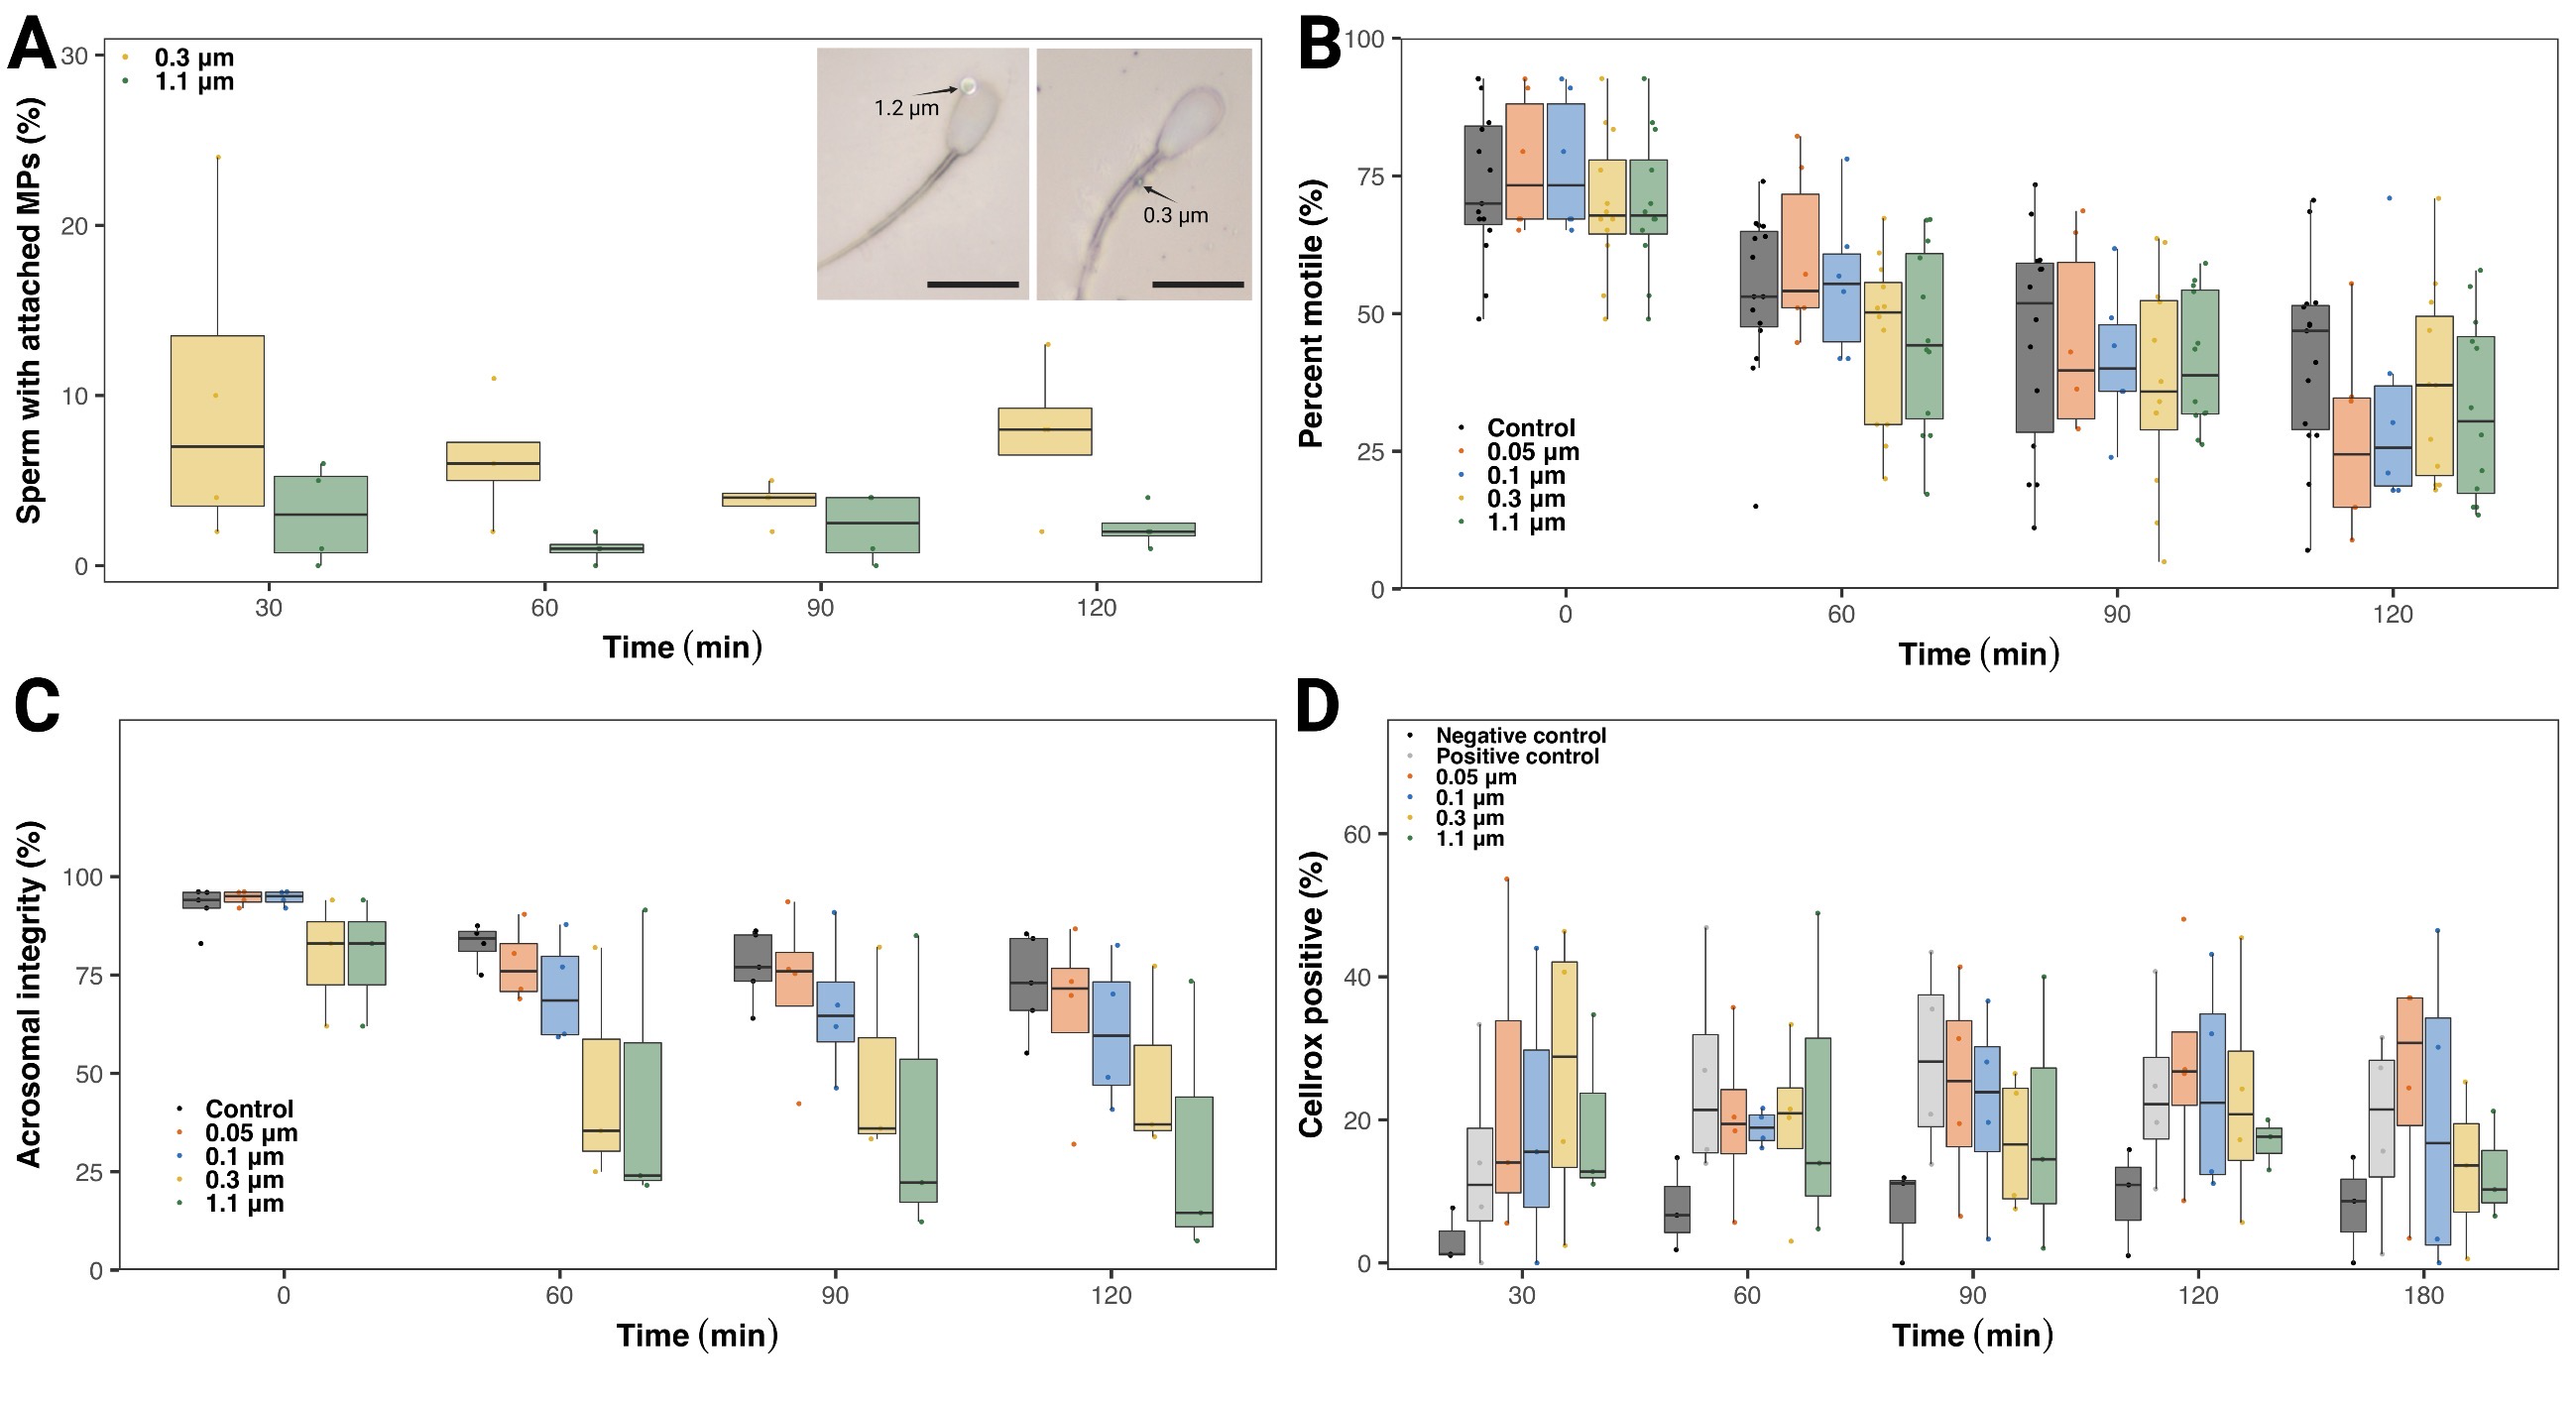 A
30
20
10
0
Sperm with attached MPs (%)
0.3 µm
1.1 µm
1.2 µm
0.3 µm
30
60
90
120
Time (min)
B
100
75
50
25
0
Percent motile (%)
Control
0.05 µm
0.1 µm
0.3 µm
1.1 µm
0
60
90
120
Time (min)
C
100
75
50
25
0
Acrosomal integrity (%)
Control
0.05 µm
0.1 µm
0.3 µm
1.1 µm
0
60
90
120
Time (min)
D
60
40
20
0
Cellrox positive (%)
Negative control
Positive control
0.05 µm
0.1 µm
0.3 µm
1.1 µm
30
60
90
120
180
Time (min)